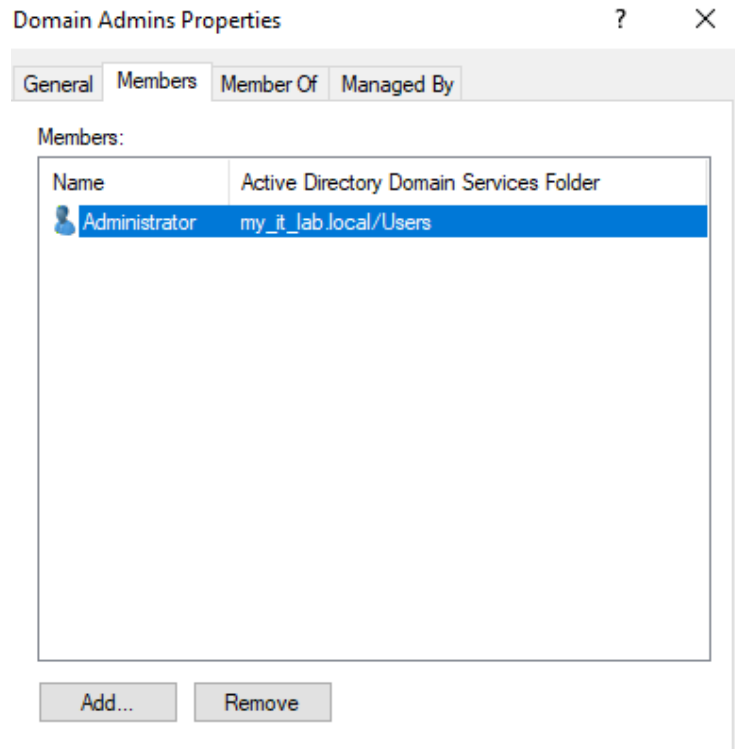 Domain Admins Properties ? ×
General Members Member Of Managed By
Members:
Name Active Directory Domain Services Folder
Administrator my_it_lab.local/Users
Add... Remove